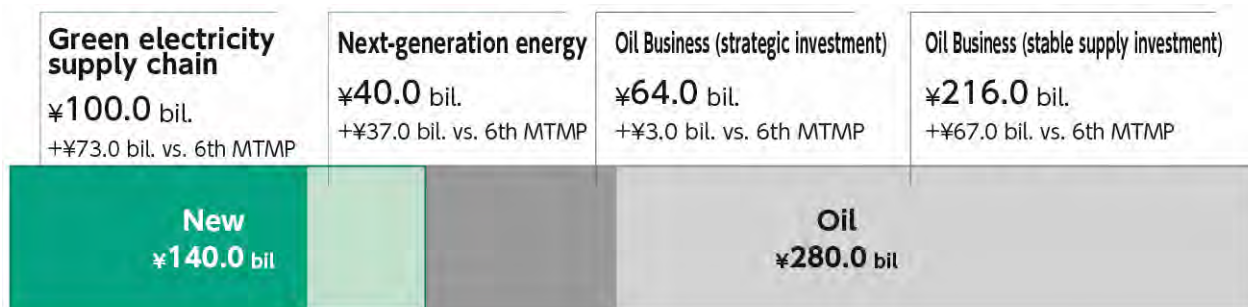 Green electricity
supply chain
¥100.0 bil.
+¥73.0 bil. vs. 6th MTMP
Next-generation energy
¥40.0 bil.
+¥37.0 bil. vs. 6th MTMP
Oil Business (strategic investment)
¥64.0 bil.
+¥3.0 bil. vs. 6th MTMP
Oil Business (stable supply investment)
¥216.0 bil.
+¥67.0 bil. vs. 6th MTMP
New
¥140.0 bil
Oil
¥280.0 bil